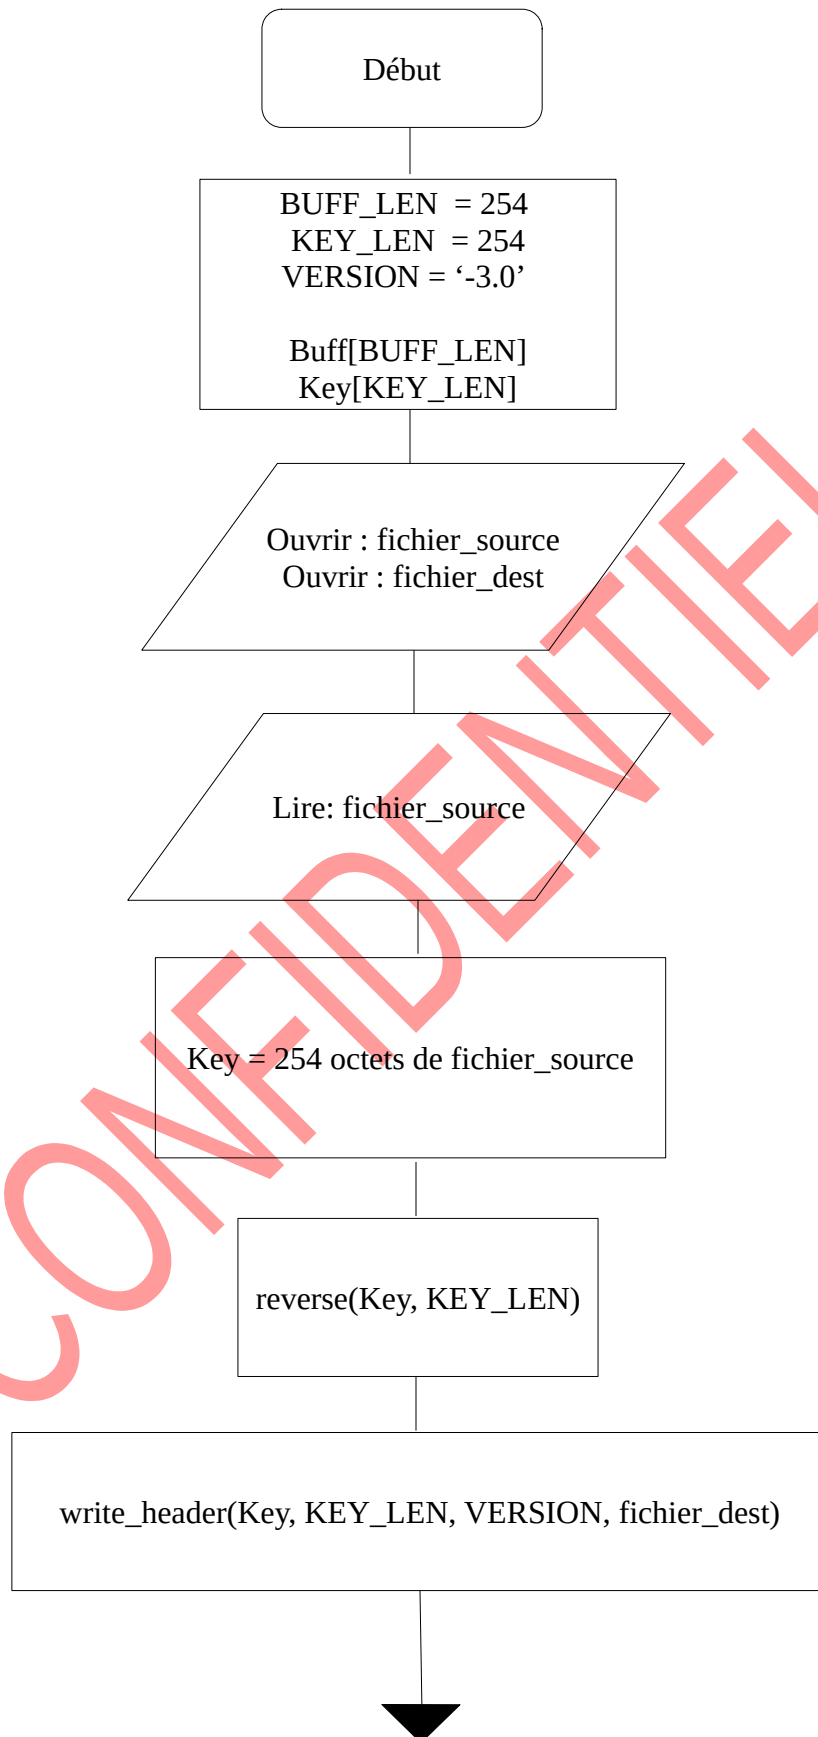 Début
BUFF_LEN  = 254
KEY_LEN  = 254
VERSION = ‘-3.0’
Buff[BUFF_LEN]
Key[KEY_LEN]
Ouvrir : fichier_source
Ouvrir : fichier_dest
Lire: fichier_source
Key = 254 octets de fichier_source
reverse(Key, KEY_LEN)
write_header(Key, KEY_LEN, VERSION, fichier_dest)
CONFIDENTIEL